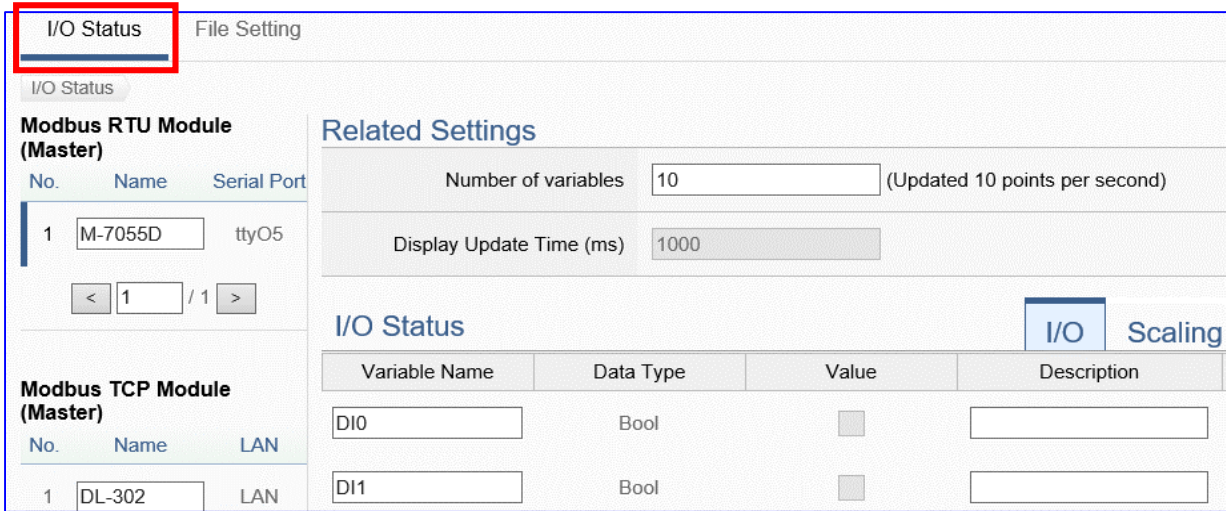 I/O Status File Setting
I/O Status
Modbus RTU Module
(Master)
No. Name Serial Port
1 M-7055D ttyO5
< 1 / 1 >
Modbus TCP Module
(Master)
No. Name LAN
1 DL-302 LAN
Related Settings
Number of variables 10 (Updated 10 points per second)
Display Update Time (ms) 1000
I/O Status I/O Scaling
Variable Name Data Type Value Description
DI0 Bool
DI1 Bool